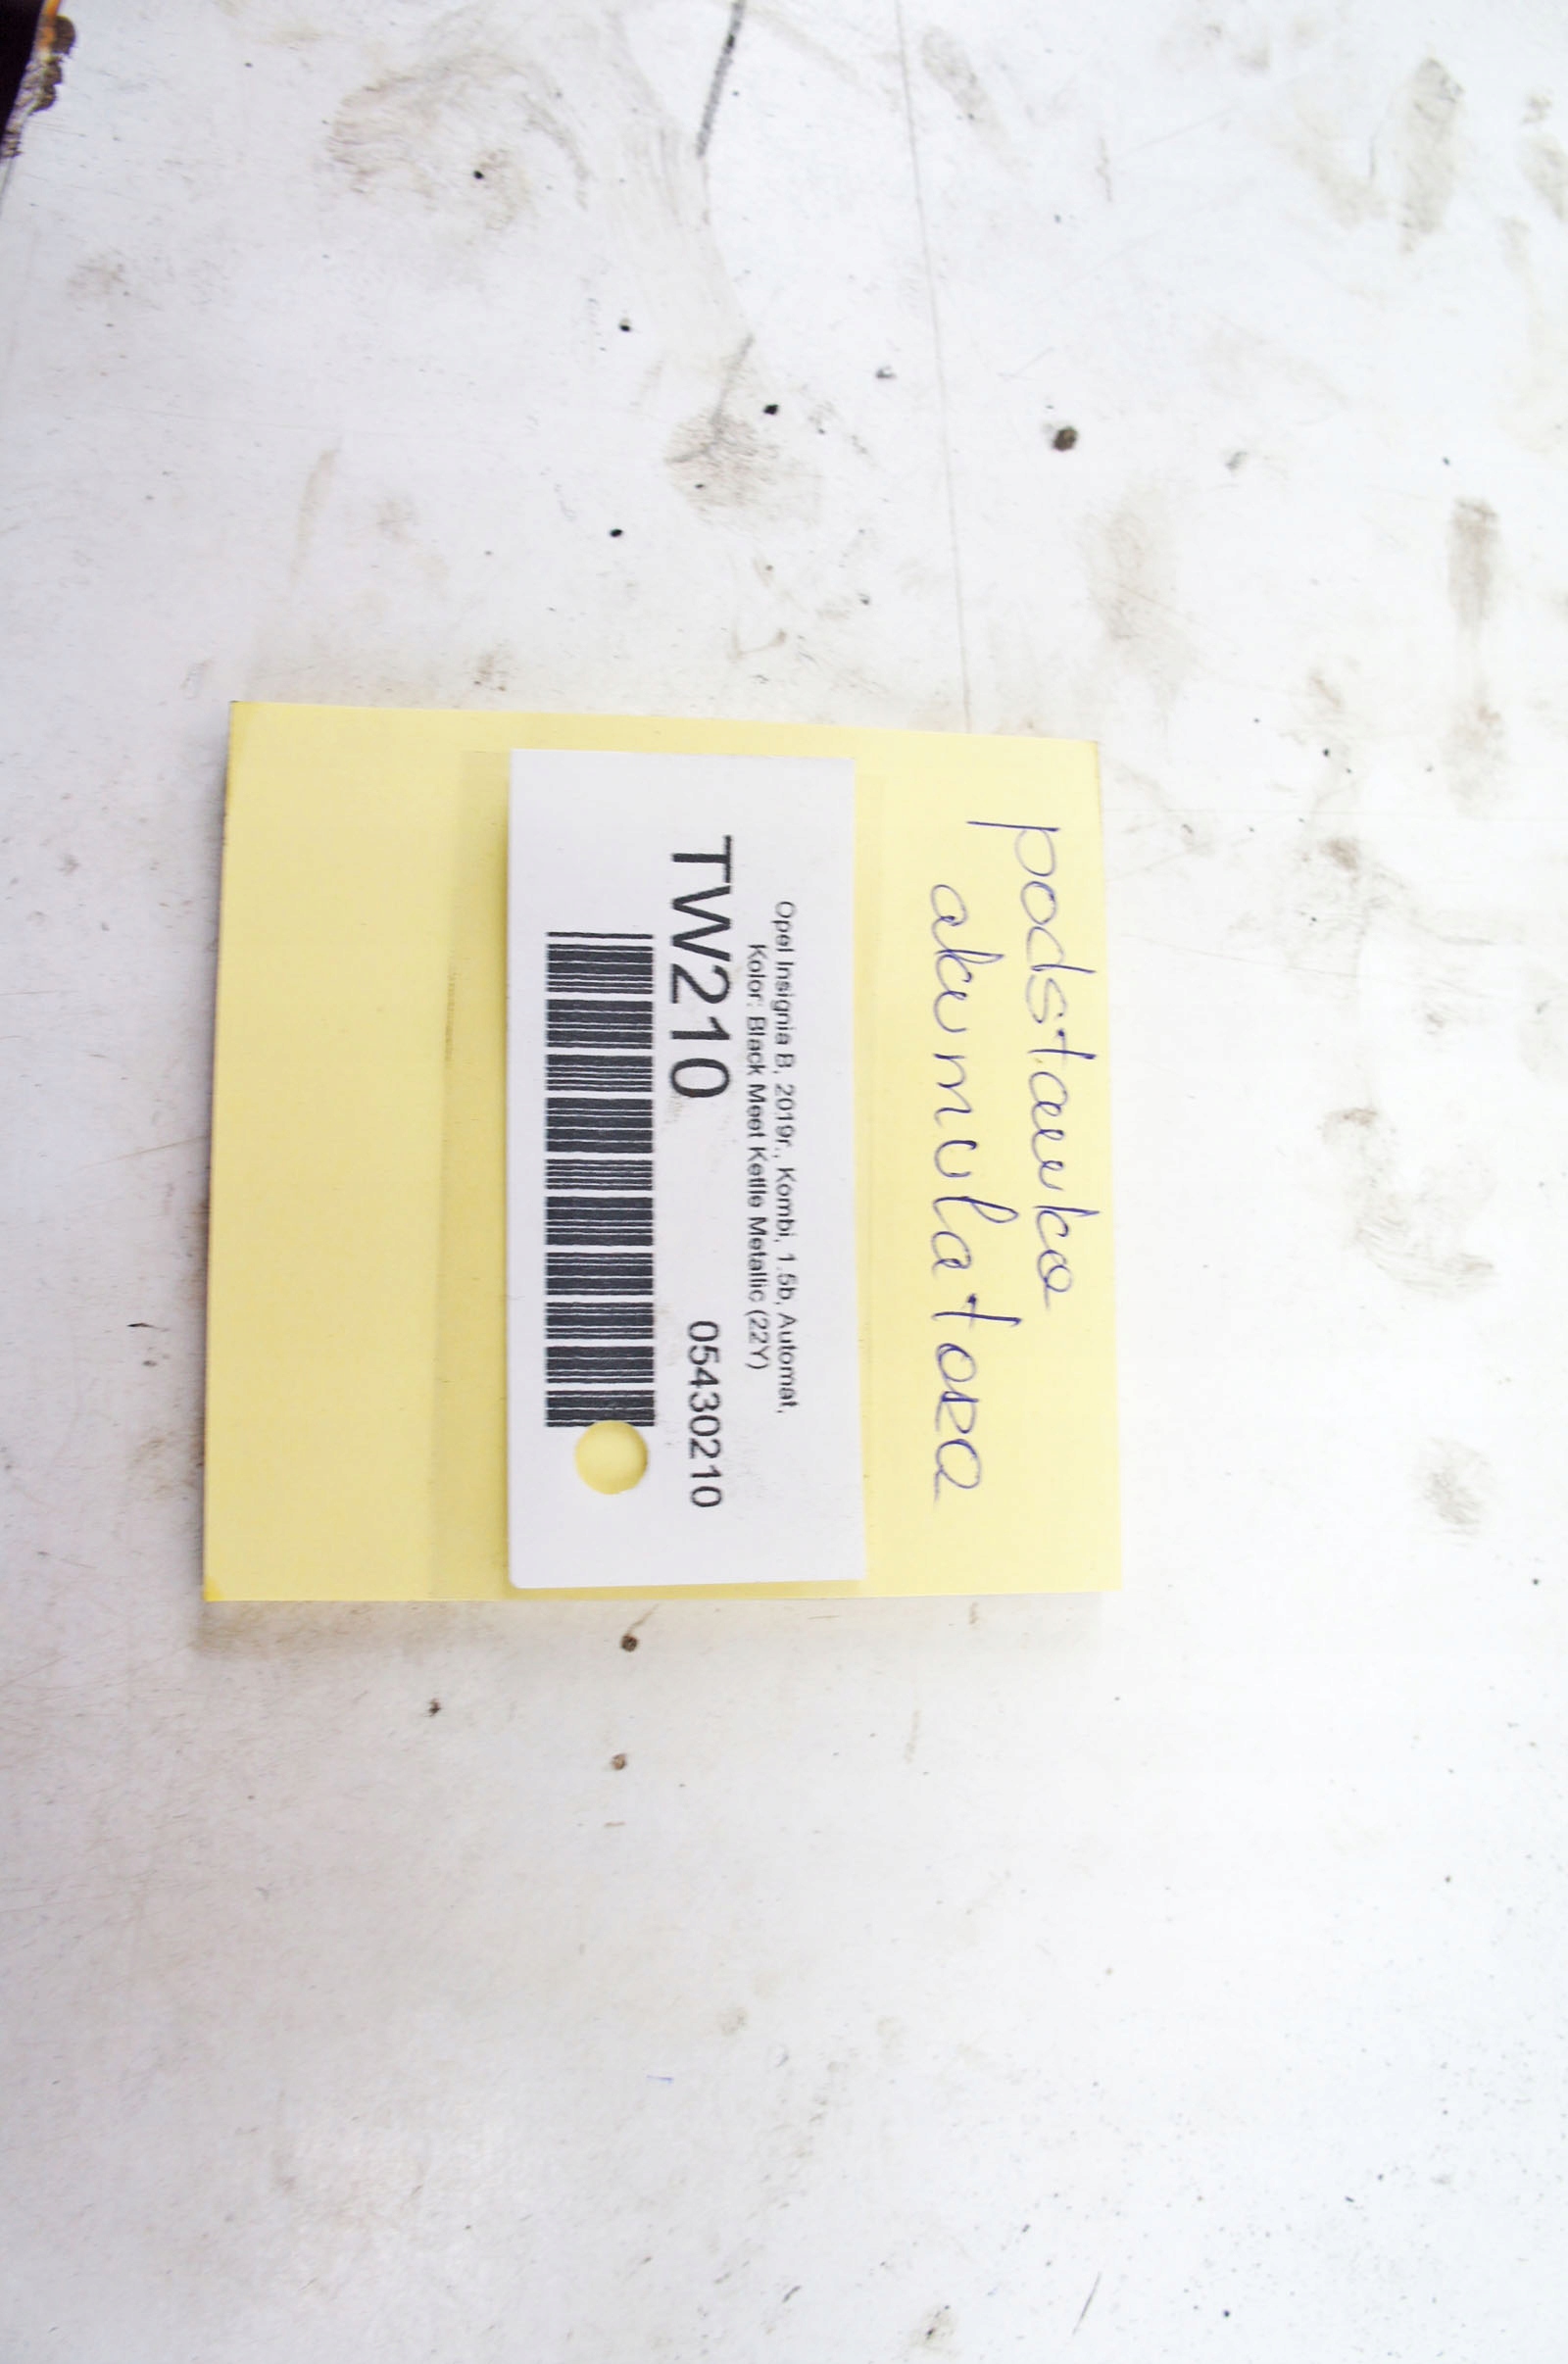 podstawka
akumulatora
Opel Insignia B, 2019r., Kombi, 1.5b, Automat,
Kolor: Black Meet Kettle Metallic (22Y)
TW210 05430210